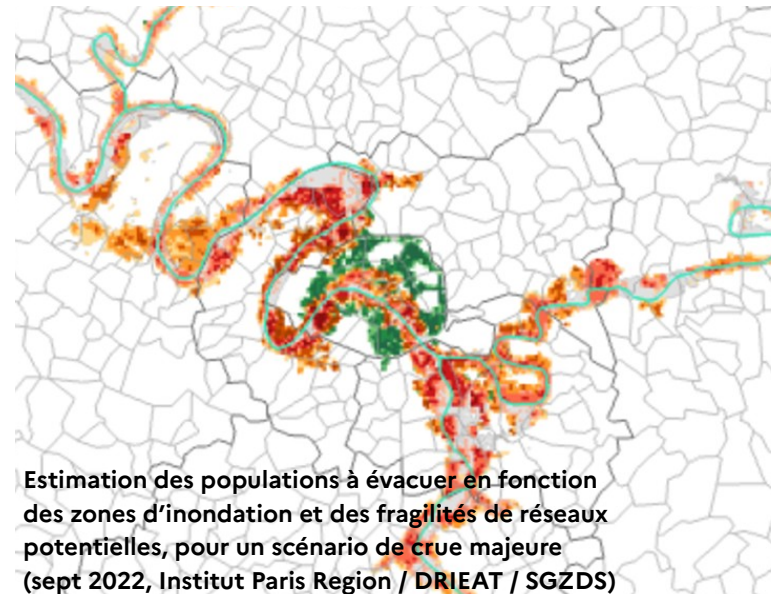 Estimation des populations à évacuer en fonction
des zones d’inondation et des fragilités de réseaux
potentielles, pour un scénario de crue majeure
(sept 2022, Institut Paris Region / DRIEAT / SGZDS)